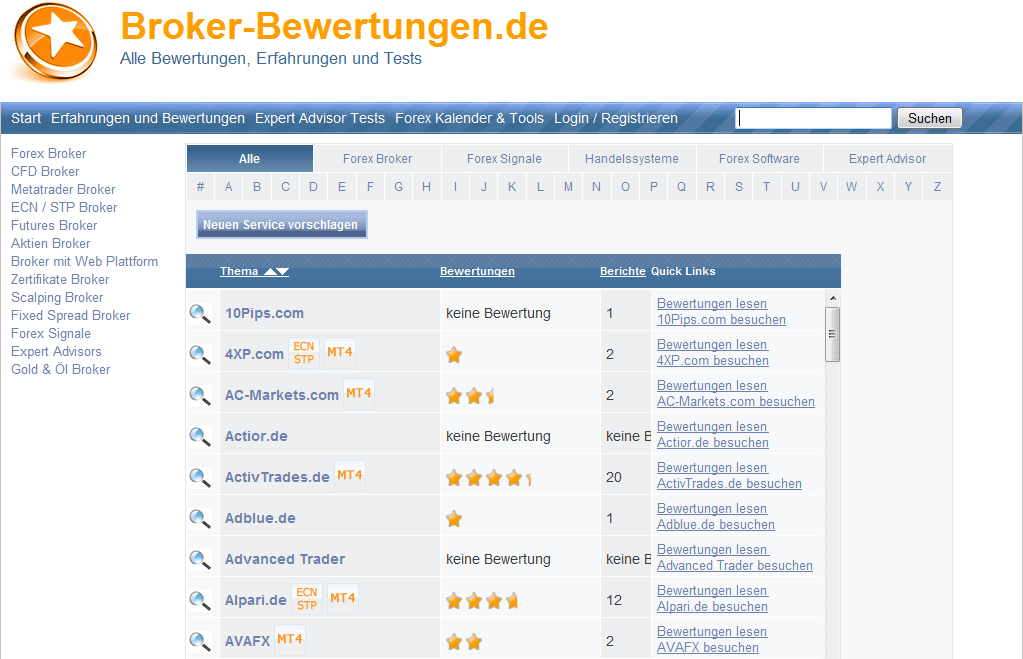 Broker-Bewertungen.de
Alle Bewertungen, Erfahrungen und Tests
Start Erfahrungen und Bewertungen Expert Advisor Tests Forex Kalender & Tools Login / Registrieren Suchen
Forex Broker
CFD Broker
Metatrader Broker
ECN / STP Broker
Futures Broker
Aktien Broker
Broker mit Web Plattform
Zertifikate Broker
Scalping Broker
Fixed Spread Broker
Forex Signale
Expert Advisors
Gold & Öl Broker
Alle Forex Broker Forex Signale Handelssysteme Forex Software Expert Advisor
# A B C D E F G H I J K L M N O P Q R S T U V W X Y Z
Neuen Service vorschlagen
Thema Bewertungen Berichte Quick Links
10Pips.com keine Bewertung 1 Bewertungen lesen
10Pips.com besuchen
4XP.com ECN STP MT4 2 Bewertungen lesen
4XP.com besuchen
AC-Markets.com MT4 2 Bewertungen lesen
AC-Markets.com besuchen
Actior.de keine Bewertung keine B Bewertungen lesen
Actior.de besuchen
ActivTrades.de MT4 20 Bewertungen lesen
ActivTrades.de besuchen
Adblue.de 1 Bewertungen lesen
Adblue.de besuchen
Advanced Trader keine Bewertung keine B Bewertungen lesen
Advanced Trader besuchen
Alpari.de ECN STP MT4 12 Bewertungen lesen
Alpari.de besuchen
AVAFX MT4 2 Bewertungen lesen
AVAFX besuchen